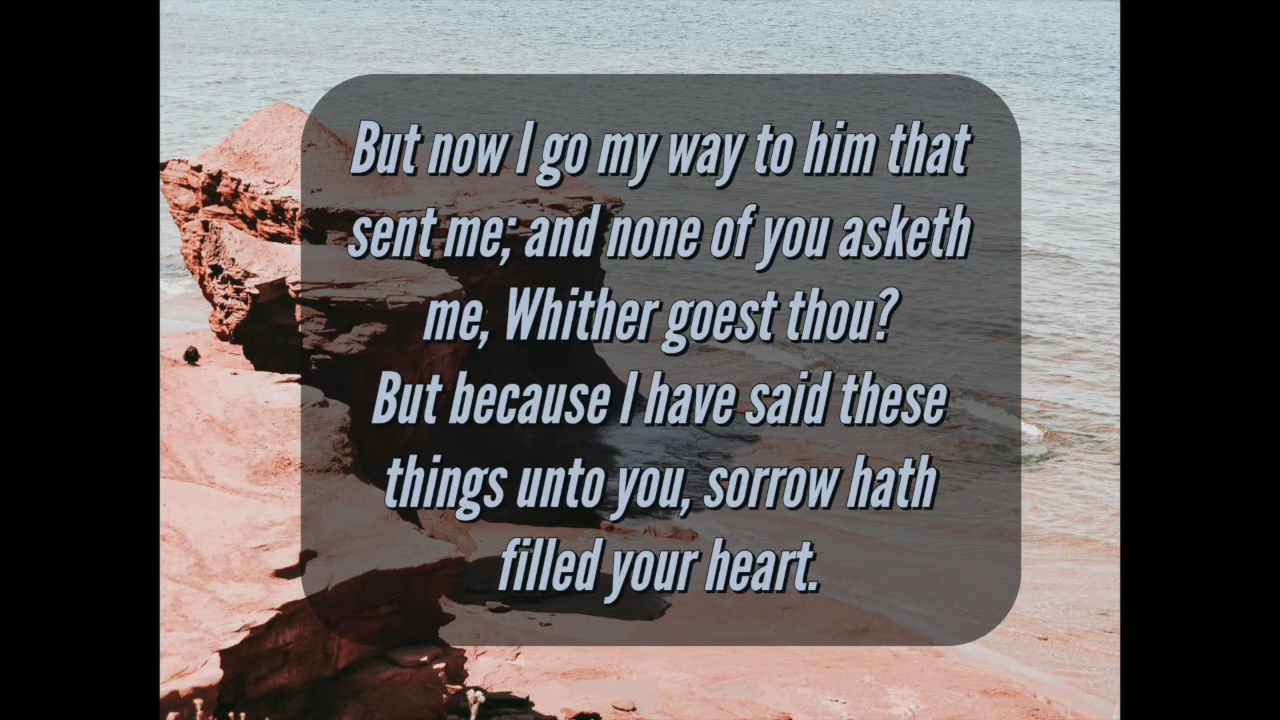 But now I go my way to him that
sent me; and none of you asketh
me, Whither goest thou?
But because I have said these
things unto you, sorrow hath
filled your heart.